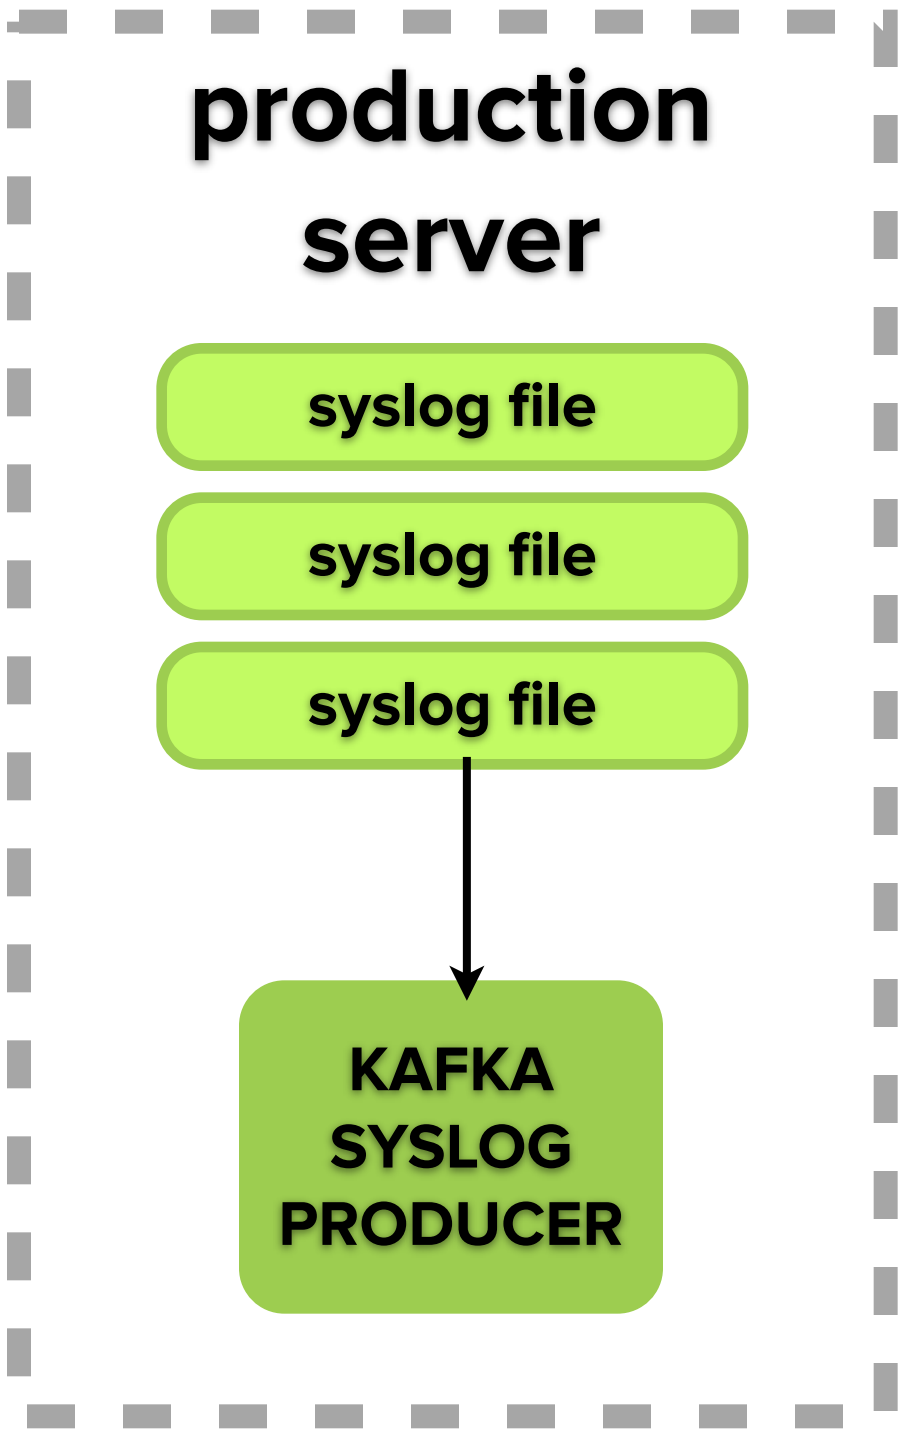 production
server
syslog file
syslog file
syslog file
KAFKA
SYSLOG
PRODUCER